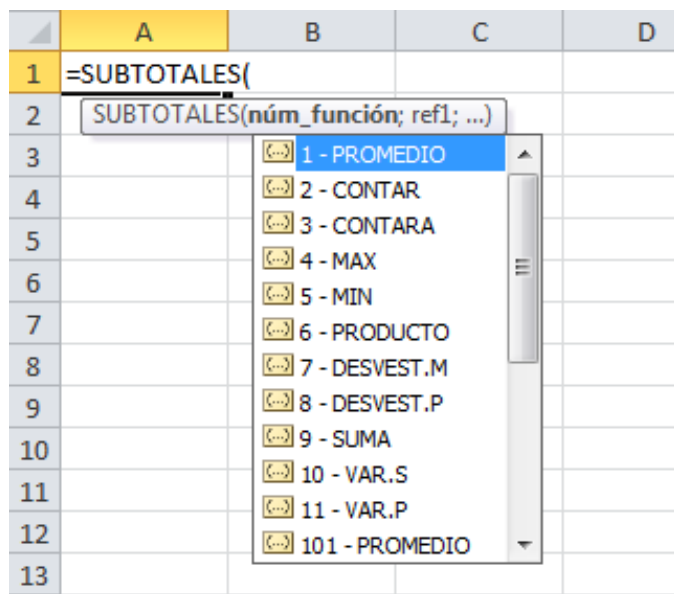 A B C D
1 =SUBTOTALES(
2 SUBTOTALES(núm_función; ref1; ...)
3 (...) 1 - PROMEDIO
(...) 2 - CONTAR
4
(...) 3 - CONTARA
5
(...) 4 - MAX
6
(...) 5 - MIN
7 (...) 6 - PRODUCTO
8 (...) 7 - DESVEST.M
(...) 8 - DESVEST.P
9
(...) 9 - SUMA
10
(...) 10 - VAR.S
11
(...) 11 - VAR.P
12 (...) 101 - PROMEDIO
13